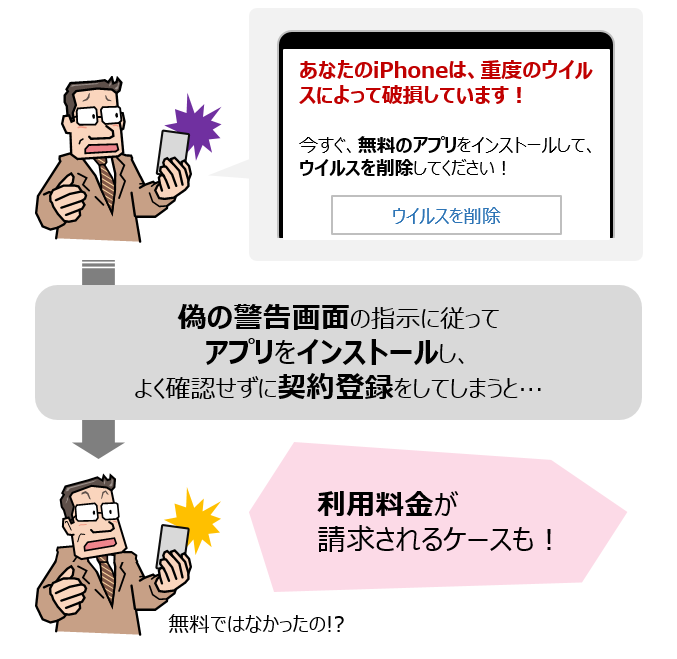 あなたのiPhoneは、重度のウイル
スによって破損しています！
今すぐ、無料のアプリをインストールして、
ウイルスを削除してください！
ウイルスを削除
偽の警告画面の指示に従って
アプリをインストールし、
よく確認せずに契約登録をしてしまうと…
利用料金が
請求されるケースも！
無料ではなかったの!?